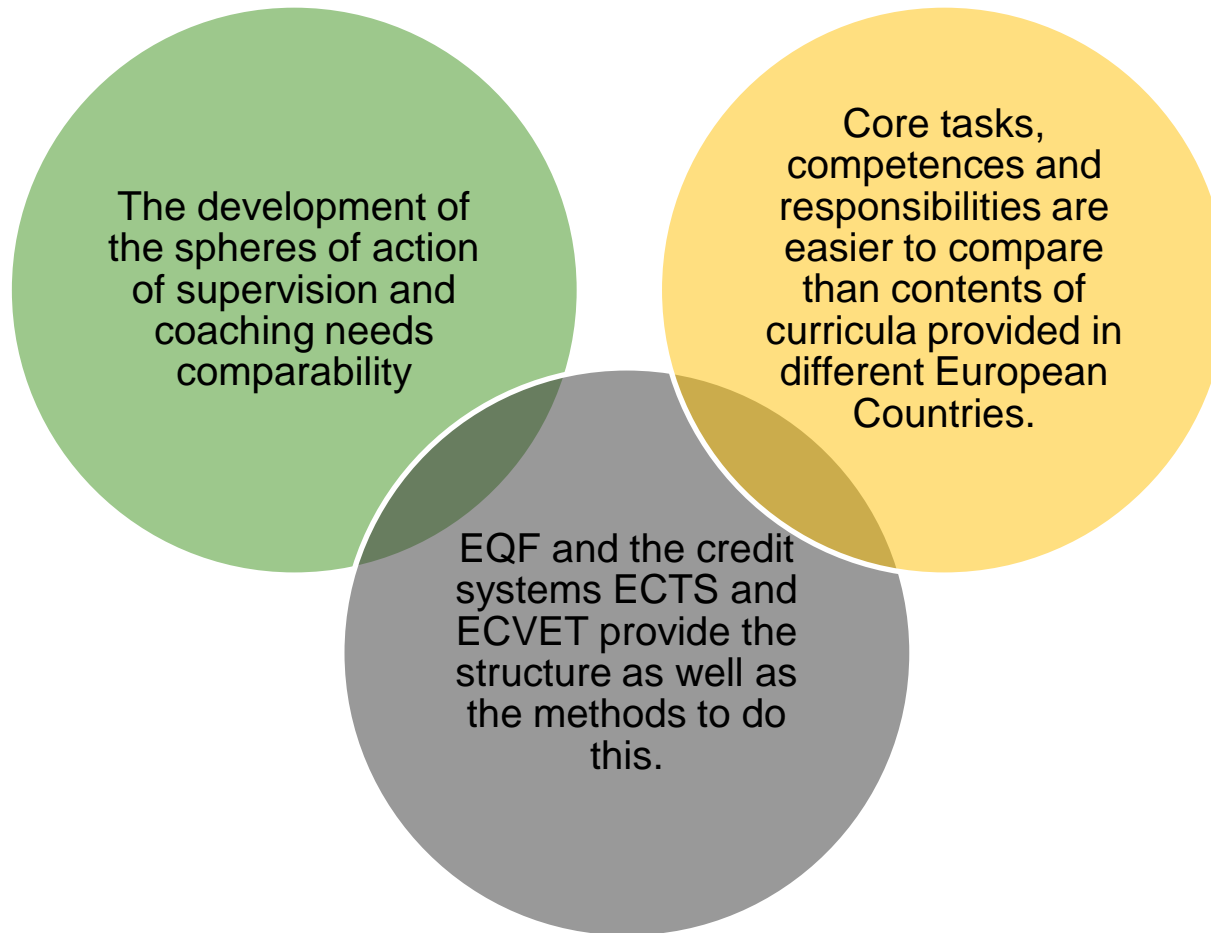 The development of
the spheres of action
of supervision and
coaching needs
comparability
Core tasks,
competences and
responsibilities are
easier to compare
than contents of
curricula provided in
different European
Countries.
EQF and the credit
systems ECTS and
ECVET provide the
structure as well as
the methods to do
this.